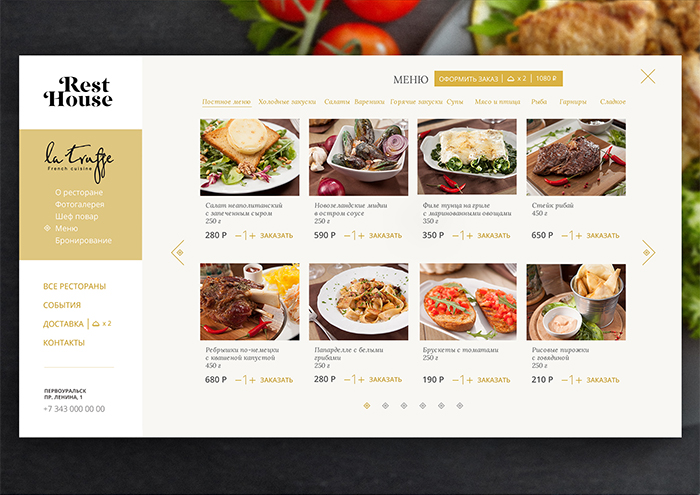 Rest
House
la truffe
French cuisine
О ресторане
Фотогалерея
Шеф повар
Меню
Бронирование
ВСЕ РЕСТОРАНЫ
СОБЫТИЯ
ДОСТАВКА | x 2
КОНТАКТЫ
ПЕРВОУРАЛЬСК
ПР. ЛЕНИНА, 1
+7 343 000 00 00
МЕНЮ ОФОРМИТЬ ЗАКАЗ | x 2 | 1080 ₽
Постное меню Холодные закуски Салаты Вареники Горячие закуски Супы Мясо и птица Рыба Гарниры Сладкое
Салат неаполитанский
с запеченным сыром
250 г
280 Р —1+ ЗАКАЗАТЬ
Новозеландские мидии
в остром соусе
250 г
590 Р —1+ ЗАКАЗАТЬ
Филе тунца на гриле
с маринованными овощами
350 г
350 Р —1+ ЗАКАЗАТЬ
Стейк рибай
450 г
650 Р —1+ ЗАКАЗАТЬ
Ребрышки по-немецки
с квашеной капустой
450 г
680 Р —1+ ЗАКАЗАТЬ
Папарделле с белыми
грибами
250 г
280 Р —1+ ЗАКАЗАТЬ
Брускеты с томатами
250 г
190 Р —1+ ЗАКАЗАТЬ
Рисовые пирожки
с говядиной
250 г
210 Р —1+ ЗАКАЗАТЬ